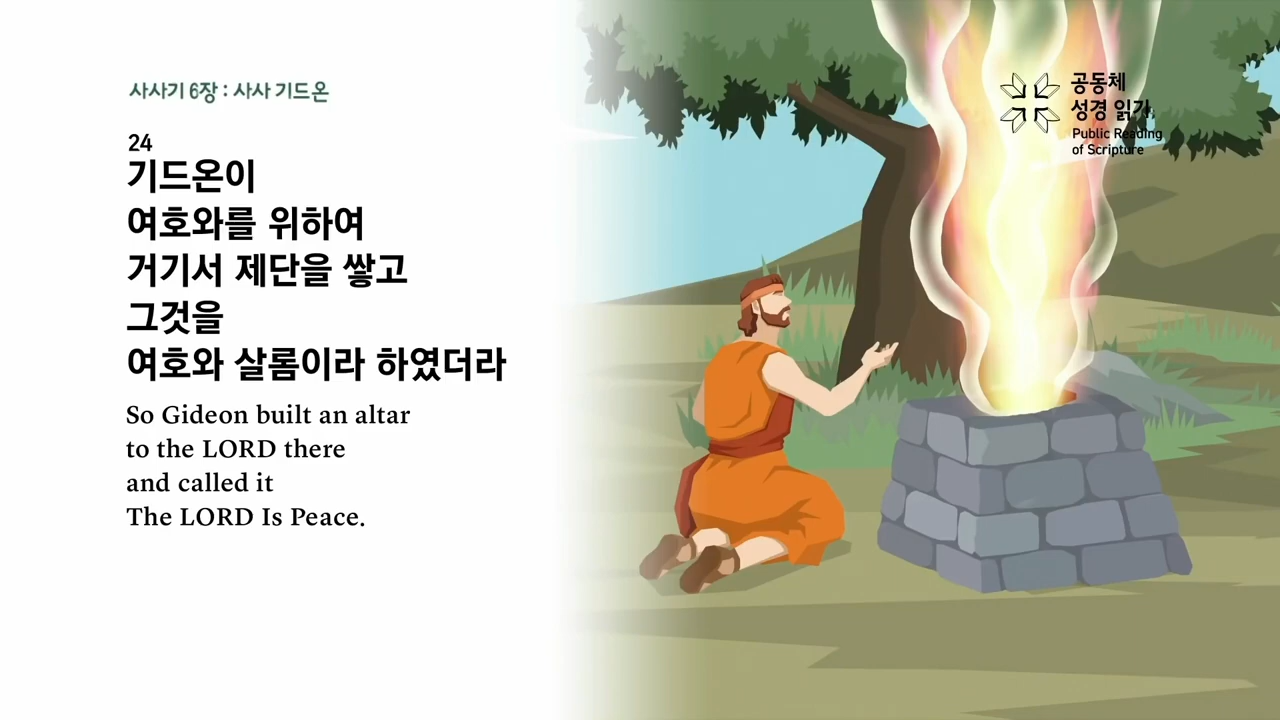 사사기 6장 : 사사 기드온
24
기드온이
여호와를 위하여
거기서 제단을 쌓고
그것을
여호와 살롬이라 하였더라
So Gideon built an altar
to the LORD there
and called it
The LORD Is Peace.
공동체
성경 읽기
Public Reading
of Scripture